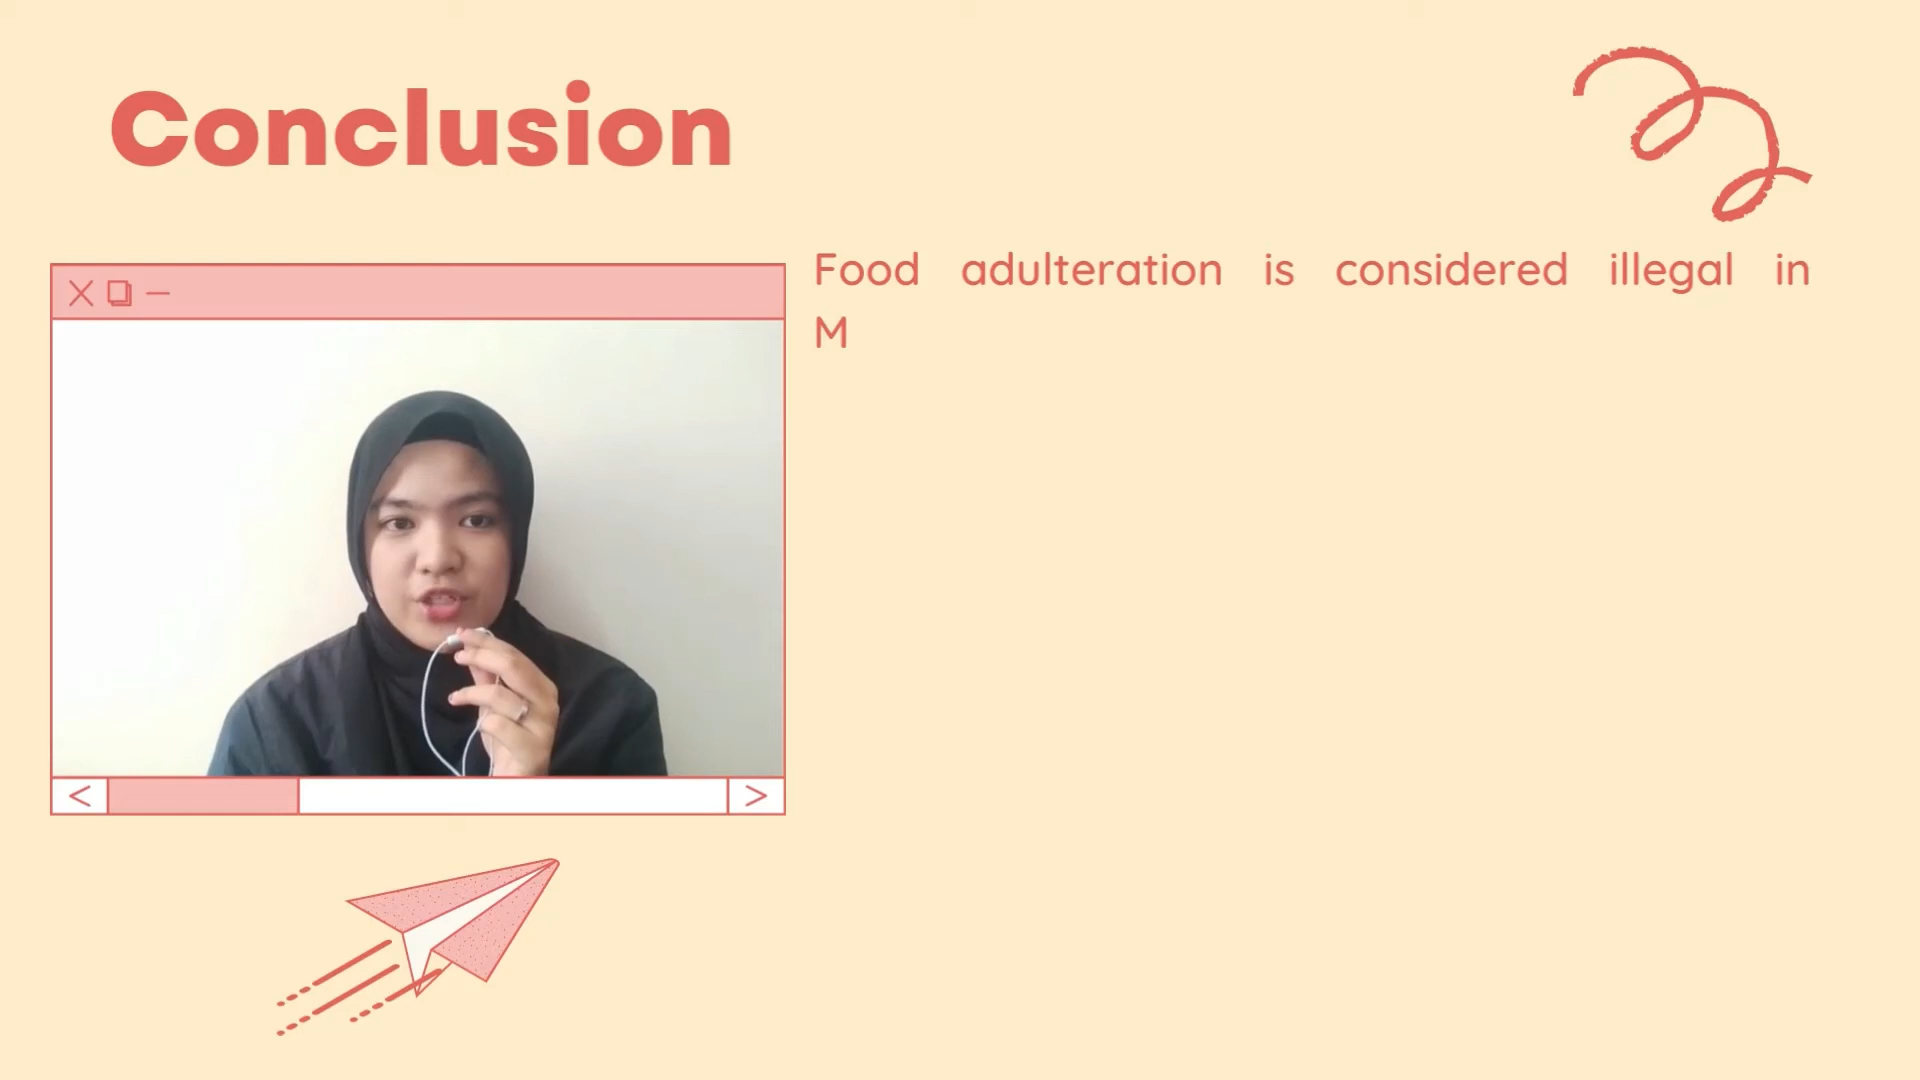 Conclusion
Food adulteration is considered illegal in
M